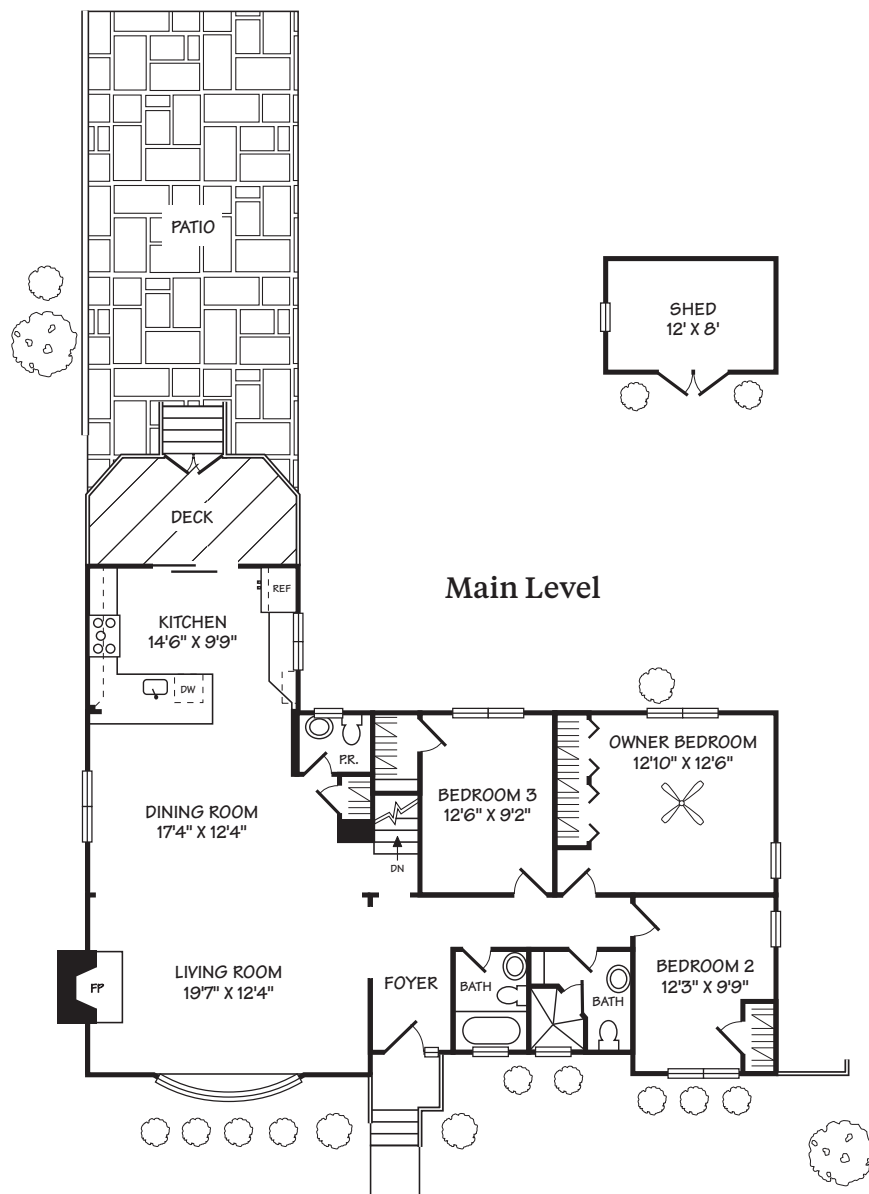 PATIO
SHED
12' X 8'
DECK
Main Level
REF
KITCHEN
14'6" X 9'9"
DW
P.R.
OWNER BEDROOM
12'10" X 12'6"
BEDROOM 3
12'6" X 9'2"
DINING ROOM
17'4" X 12'4"
DN
LIVING ROOM
19'7" X 12'4"
FP
FOYER
BATH
BATH
BEDROOM 2
12'3" X 9'9"